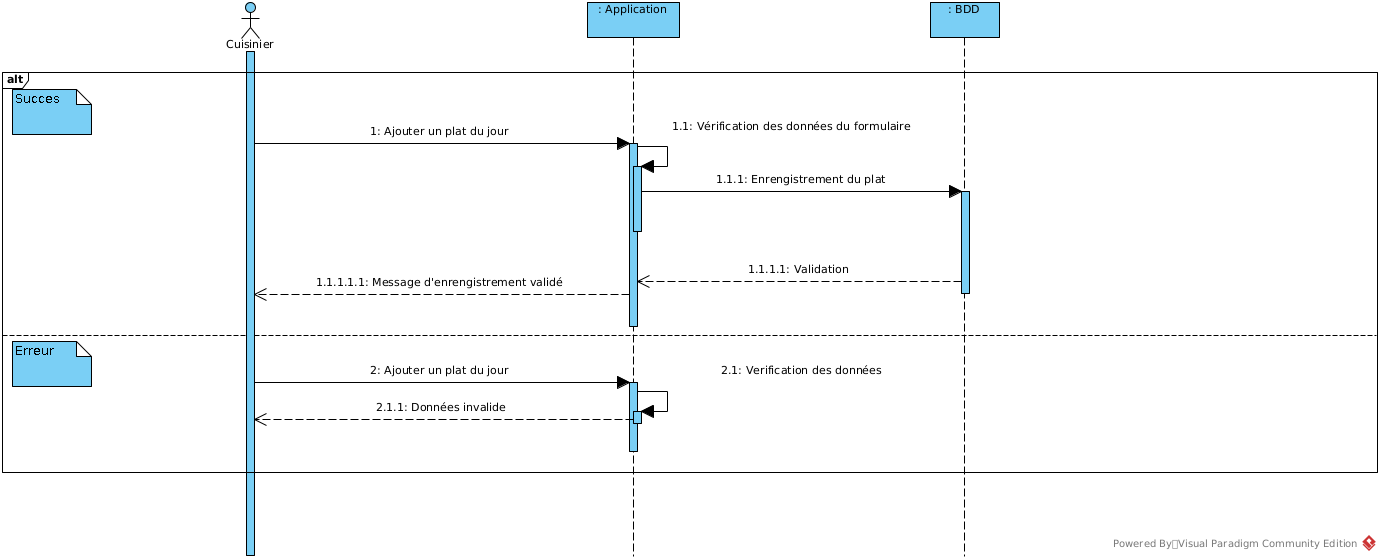 : Application
: BDD
Cuisinier
alt
Succes
1: Ajouter un plat du jour
1.1: Vérification des données du formulaire
1.1.1: Enrengistrement du plat
1.1.1.1: Validation
1.1.1.1.1: Message d'enrengistrement validé
Erreur
2: Ajouter un plat du jour
2.1: Verification des données
2.1.1: Données invalide
Powered By Visual Paradigm Community Edition